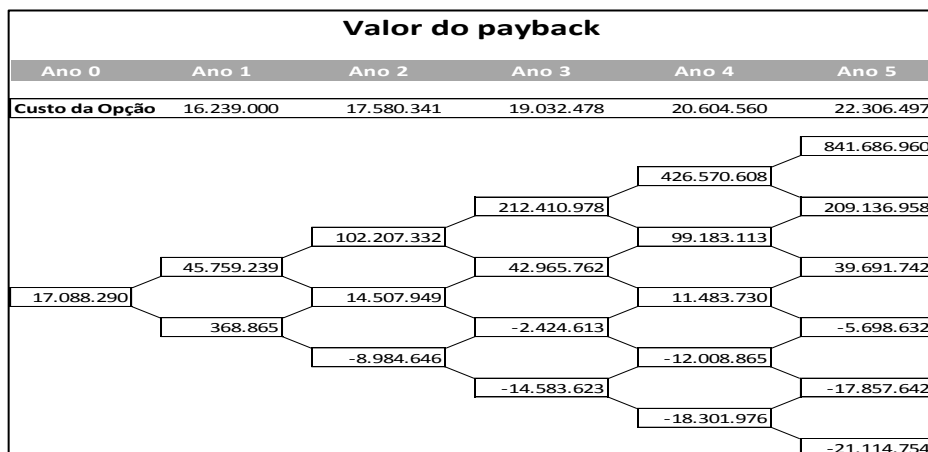 Valor do payback
Ano 0 Ano 1 Ano 2 Ano 3 Ano 4 Ano 5
Custo da Opção 16.239.000 17.580.341 19.032.478 20.604.560 22.306.497
841.686.960
426.570.608
212.410.978 209.136.958
102.207.332 99.183.113
45.759.239 42.965.762 39.691.742
17.088.290 14.507.949 11.483.730
368.865 -2.424.613 -5.698.632
-8.984.646 -12.008.865
-14.583.623 -17.857.642
-18.301.976
-21.114.754